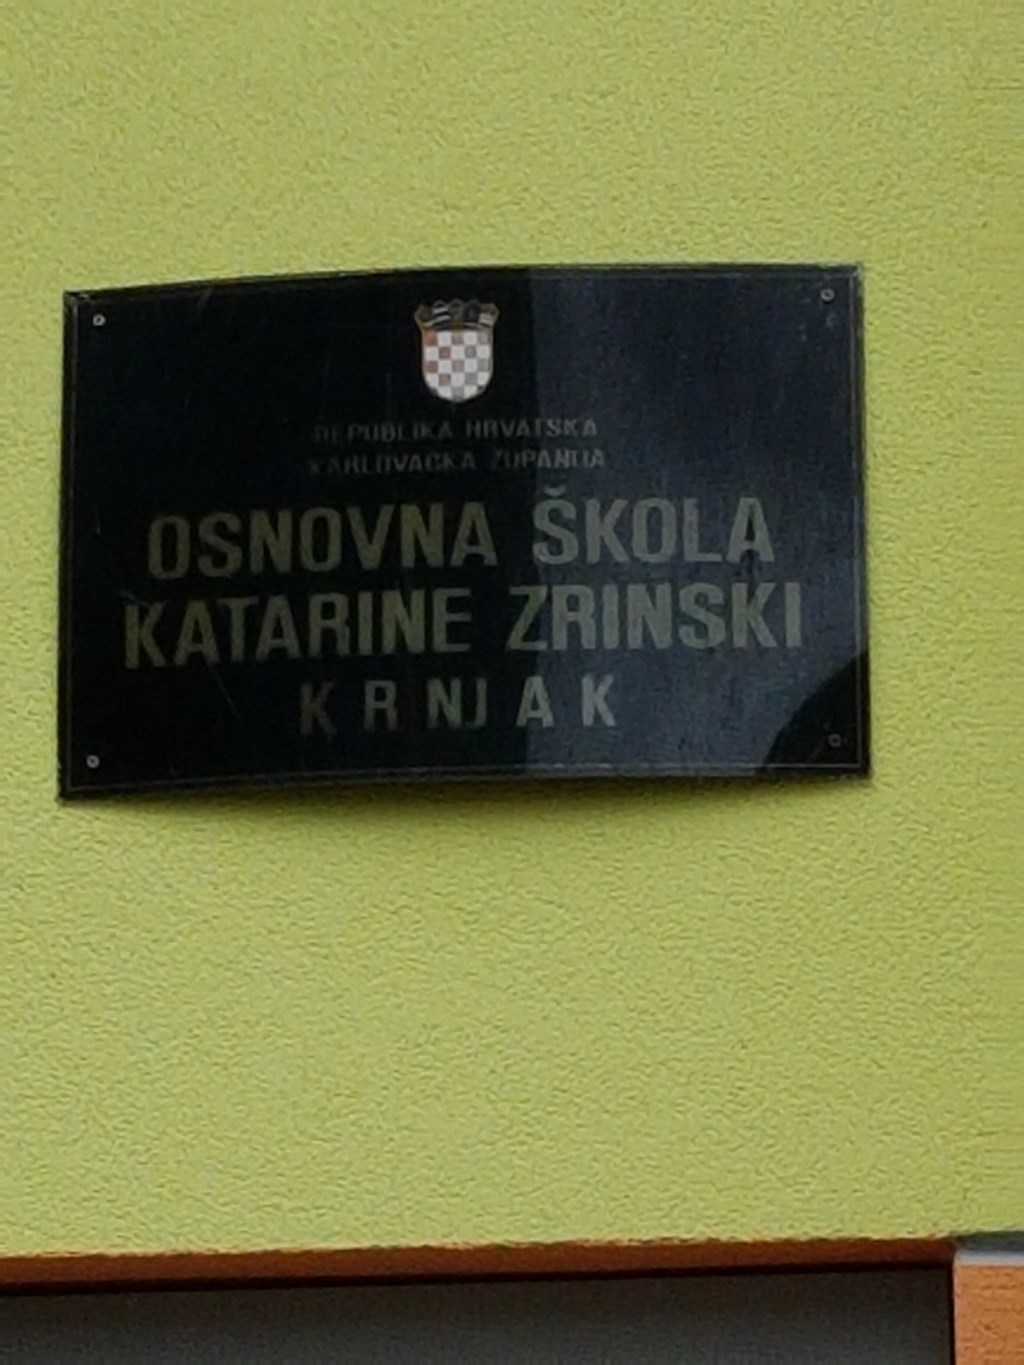 REPUBLIKA HRVATSKA
KARLOVAČKA ŽUPANIJA
OSNOVNA ŠKOLA
KATARINE ZRINSKI
KRNJAK